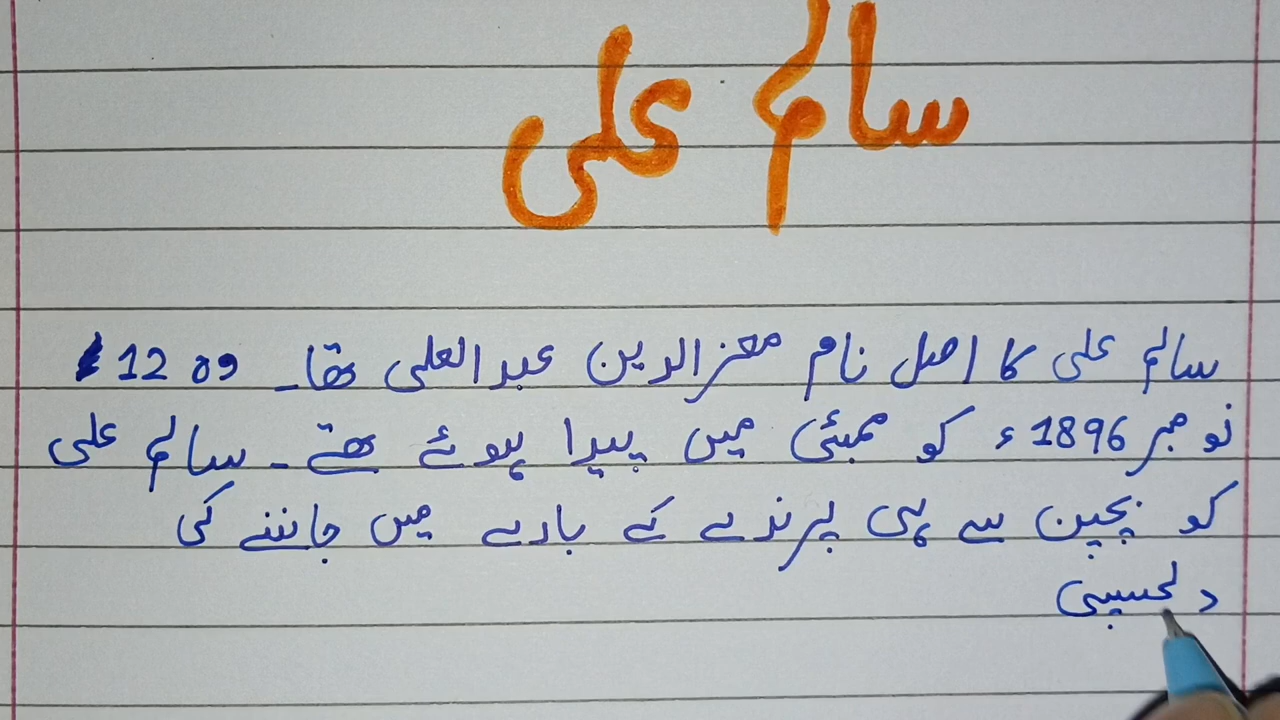 سالم علی
سالم علی کا اصل نام معزالدین عبدالعلی تھا۔ وہ 12
نومبر 1896ء کو ممبئی میں پیدا ہوئے تھے۔ سالم علی
کو بچپن سے ہی پرندے کے بارے میں جاننے کی
دلچسپی